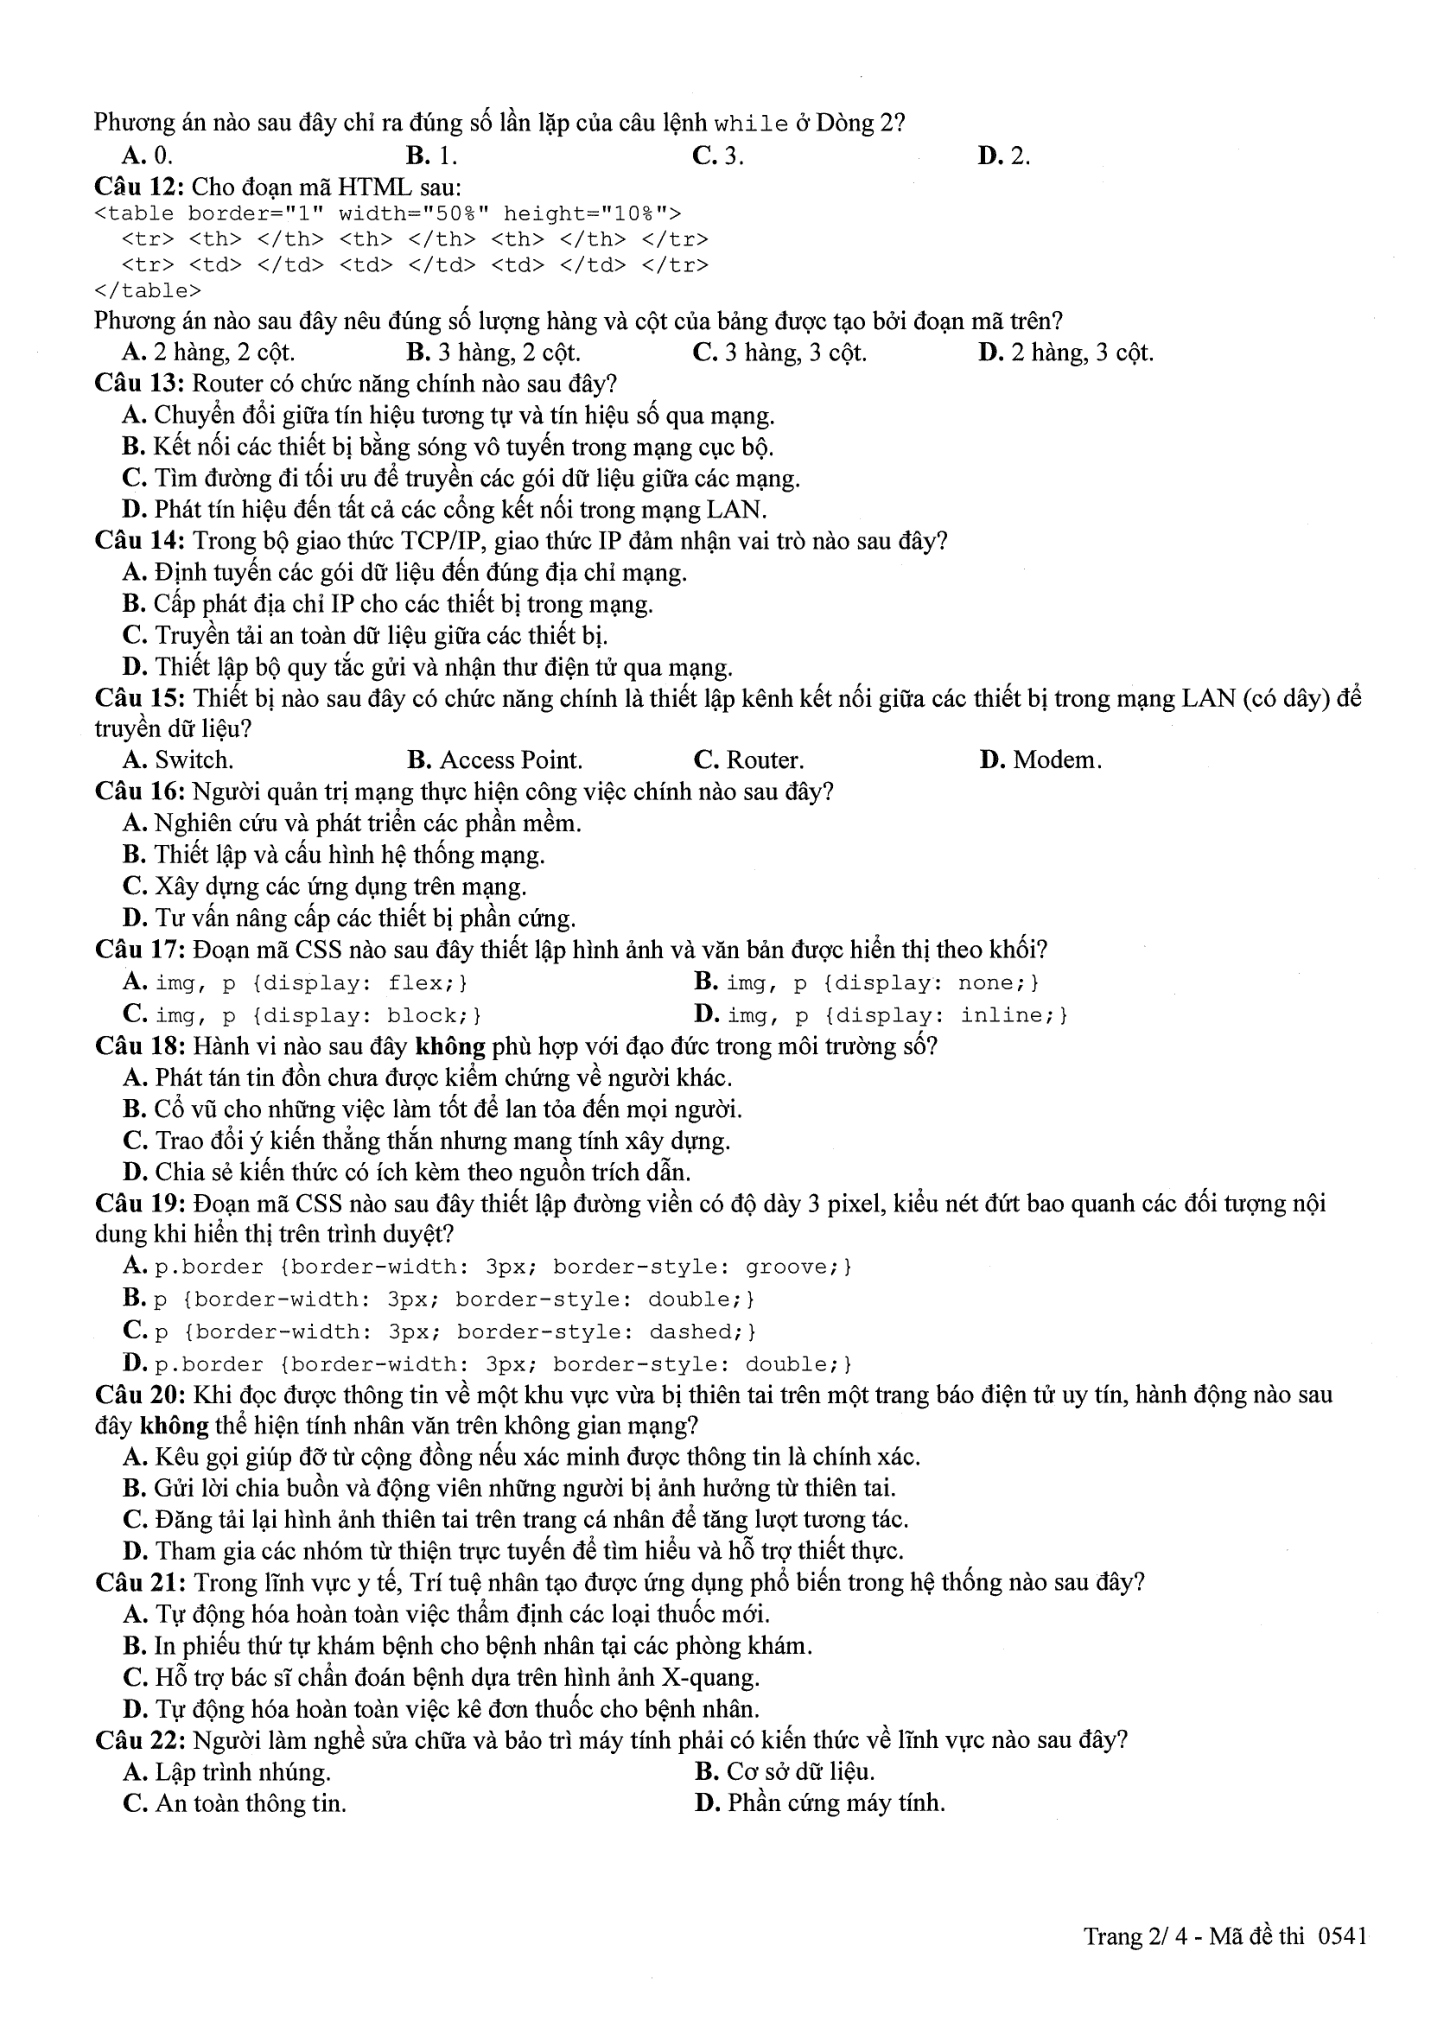 Phương án nào sau đây chỉ ra đúng số lần lặp của câu lệnh while ở Dòng 2?
A. 0. B. 1. C. 3. D. 2.
Câu 12: Cho đoạn mã HTML sau:
<table border="1" width="50%" height="10%">
<tr> <th> </th> <th> </th> <th> </th> </tr>
<tr> <td> </td> <td> </td> <td> </td> </tr>
</table>
Phương án nào sau đây nêu đúng số lượng hàng và cột của bảng được tạo bởi đoạn mã trên?
A. 2 hàng, 2 cột. B. 3 hàng, 2 cột. C. 3 hàng, 3 cột. D. 2 hàng, 3 cột.
Câu 13: Router có chức năng chính nào sau đây?
A. Chuyển đổi giữa tín hiệu tương tự và tín hiệu số qua mạng.
B. Kết nối các thiết bị bằng sóng vô tuyến trong mạng cục bộ.
C. Tìm đường đi tối ưu để truyền các gói dữ liệu giữa các mạng.
D. Phát tín hiệu đến tất cả các cổng kết nối trong mạng LAN.
Câu 14: Trong bộ giao thức TCP/IP, giao thức IP đảm nhận vai trò nào sau đây?
A. Định tuyến các gói dữ liệu đến đúng địa chỉ mạng.
B. Cấp phát địa chỉ IP cho các thiết bị trong mạng.
C. Truyền tải an toàn dữ liệu giữa các thiết bị.
D. Thiết lập bộ quy tắc gửi và nhận thư điện tử qua mạng.
Câu 15: Thiết bị nào sau đây có chức năng chính là thiết lập kênh kết nối giữa các thiết bị trong mạng LAN (có dây) để
truyền dữ liệu?
A. Switch. B. Access Point. C. Router. D. Modem.
Câu 16: Người quản trị mạng thực hiện công việc chính nào sau đây?
A. Nghiên cứu và phát triển các phần mềm.
B. Thiết lập và cấu hình hệ thống mạng.
C. Xây dựng các ứng dụng trên mạng.
D. Tư vấn nâng cấp các thiết bị phần cứng.
Câu 17: Đoạn mã CSS nào sau đây thiết lập hình ảnh và văn bản được hiển thị theo khối?
A. img, p {display: flex;} B. img, p {display: none;}
C. img, p {display: block;} D. img, p {display: inline;}
Câu 18: Hành vi nào sau đây không phù hợp với đạo đức trong môi trường số?
A. Phát tán tin đồn chưa được kiểm chứng về người khác.
B. Cổ vũ cho những việc làm tốt để lan tỏa đến mọi người.
C. Trao đổi ý kiến thẳng thắn nhưng mang tính xây dựng.
D. Chia sẻ kiến thức có ích kèm theo nguồn trích dẫn.
Câu 19: Đoạn mã CSS nào sau đây thiết lập đường viền có độ dày 3 pixel, kiểu nét đứt bao quanh các đối tượng nội
dung khi hiển thị trên trình duyệt?
A. p.border {border-width: 3px; border-style: groove;}
B. p {border-width: 3px; border-style: double;}
C. p {border-width: 3px; border-style: dashed;}
D. p.border {border-width: 3px; border-style: double;}
Câu 20: Khi đọc được thông tin về một khu vực vừa bị thiên tai trên một trang báo điện tử uy tín, hành động nào sau
đây không thể hiện tính nhân văn trên không gian mạng?
A. Kêu gọi giúp đỡ từ cộng đồng nếu xác minh được thông tin là chính xác.
B. Gửi lời chia buồn và động viên những người bị ảnh hưởng từ thiên tai.
C. Đăng tải lại hình ảnh thiên tai trên trang cá nhân để tăng lượt tương tác.
D. Tham gia các nhóm từ thiện trực tuyến để tìm hiểu và hỗ trợ thiết thực.
Câu 21: Trong lĩnh vực y tế, Trí tuệ nhân tạo được ứng dụng phổ biến trong hệ thống nào sau đây?
A. Tự động hóa hoàn toàn việc thẩm định các loại thuốc mới.
B. In phiếu thứ tự khám bệnh cho bệnh nhân tại các phòng khám.
C. Hỗ trợ bác sĩ chẩn đoán bệnh dựa trên hình ảnh X-quang.
D. Tự động hóa hoàn toàn việc kê đơn thuốc cho bệnh nhân.
Câu 22: Người làm nghề sửa chữa và bảo trì máy tính phải có kiến thức về lĩnh vực nào sau đây?
A. Lập trình nhúng. B. Cơ sở dữ liệu.
C. An toàn thông tin. D. Phần cứng máy tính.
Trang 2/ 4 - Mã đề thi 0541